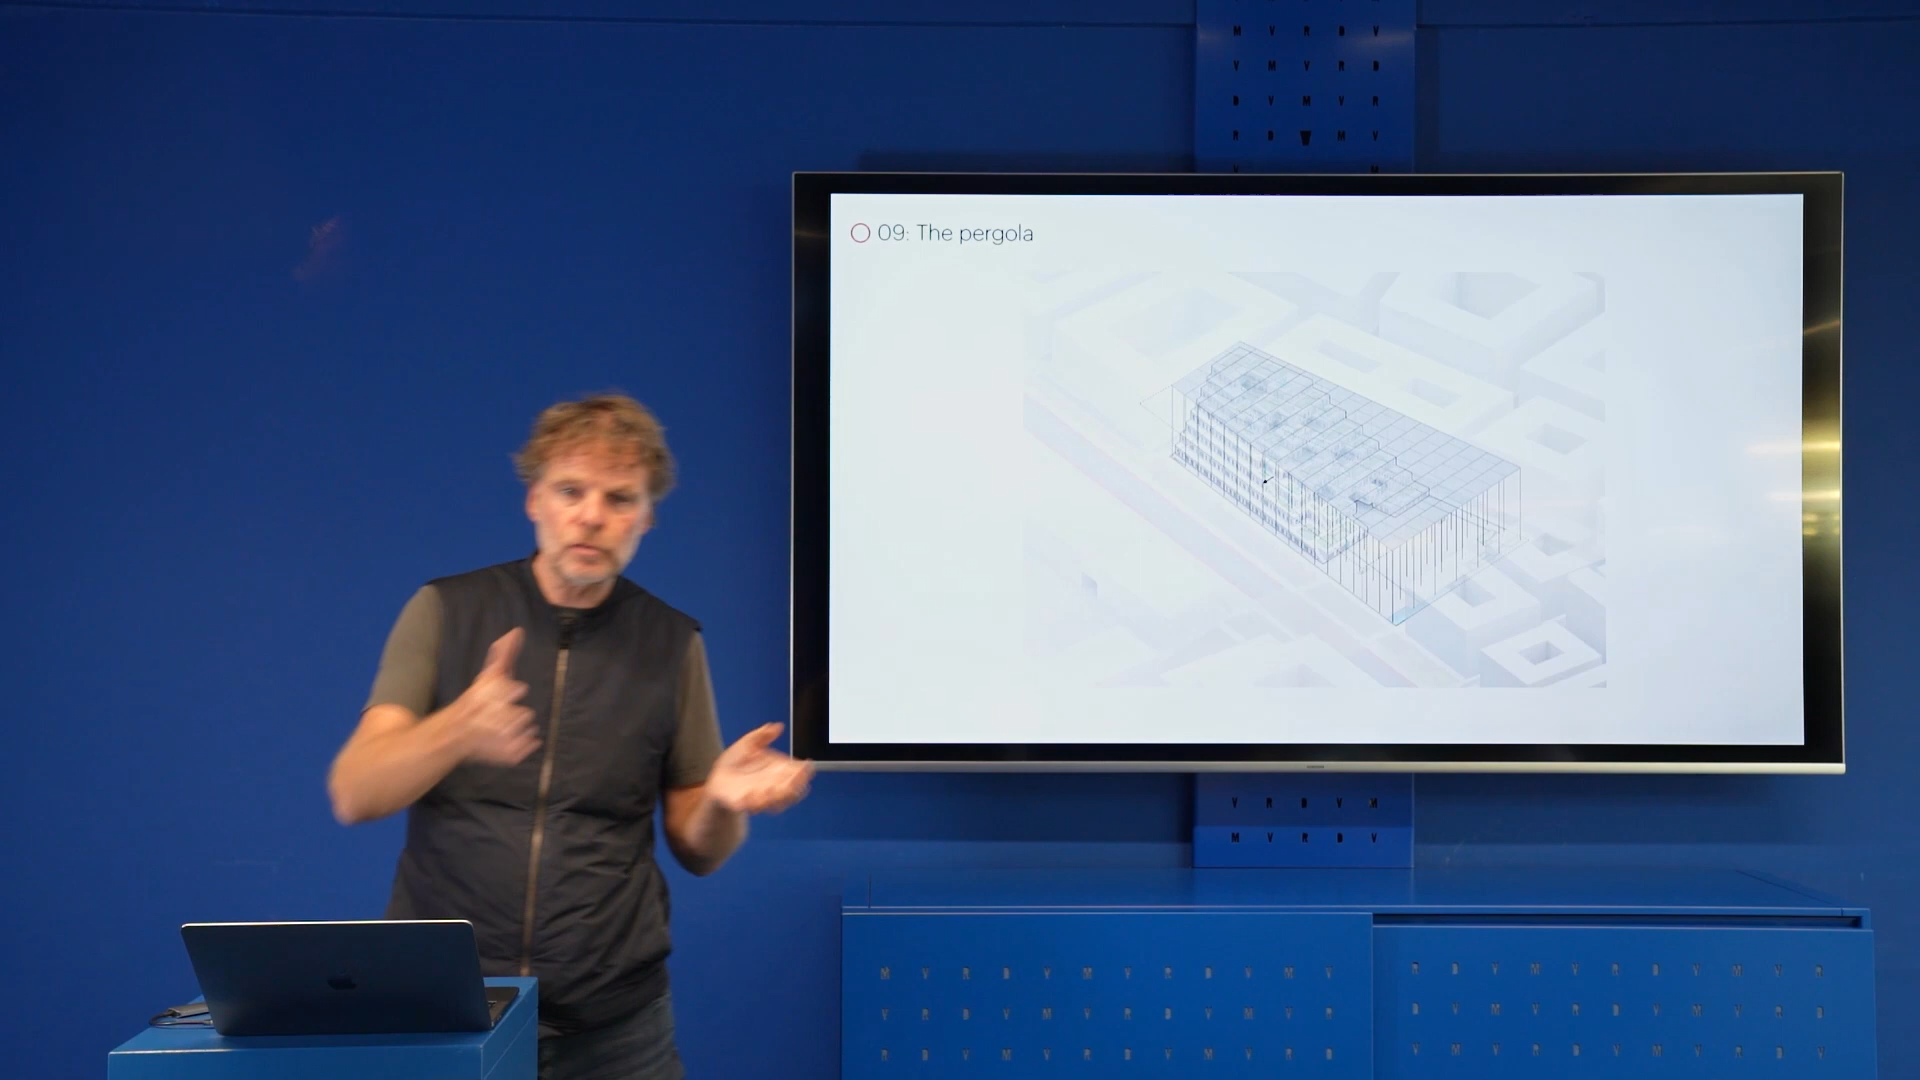 M V R D V
V M V R D
D V M V R
R D V M V
09: The pergola
V R D V M
M V R D V
M V R D V M V R D V M V
R D V M V R D V M V R
V R D V M V R D V M V R
D V M V R D V M V R D
R D V M V R D V M V R D
V M V R D V M V R D V